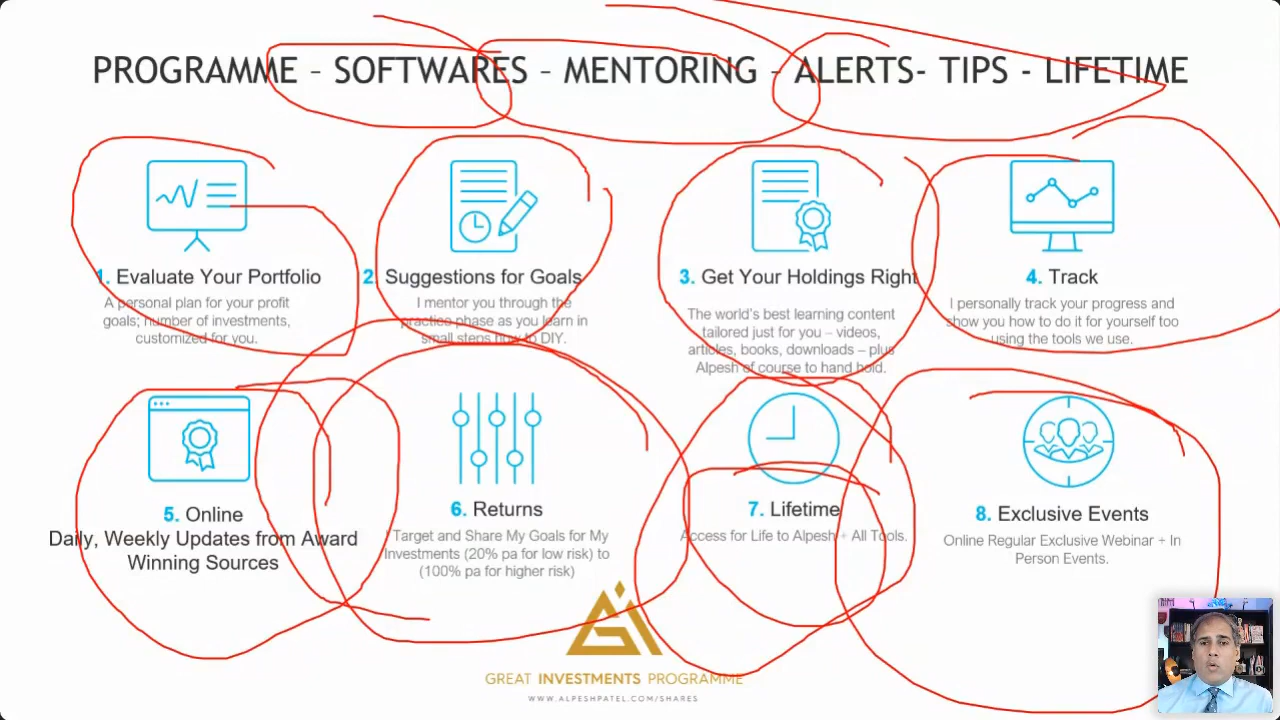 PROGRAMME - SOFTWARES - MENTORING - ALERTS- TIPS - LIFETIME
1. Evaluate Your Portfolio
A personal plan for your profit
goals; number of investments,
customized for you.
2. Suggestions for Goals
I mentor you through the
practice phase as you learn in
small steps how to DIY.
3. Get Your Holdings Right
The world's best learning content
tailored just for you – videos,
articles, books, downloads – plus
Alpesh of course to hand hold.
4. Track
I personally track your progress and
show you how to do it for yourself too
using the tools we use.
5. Online
Daily, Weekly Updates from Award
Winning Sources
6. Returns
I Target and Share My Goals for My
Investments (20% pa for low risk) to
(100% pa for higher risk)
7. Lifetime
Access for Life to Alpesh + All Tools.
8. Exclusive Events
Online Regular Exclusive Webinar + In
Person Events.
GREAT INVESTMENTS PROGRAMME
WWW.ALPESHPATEL.COM/SHARES